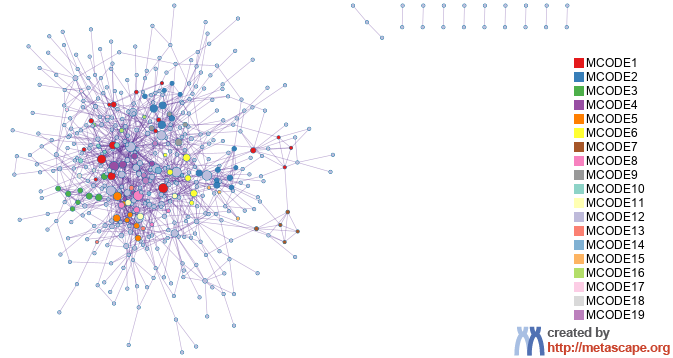 MCODE1
MCODE2
MCODE3
MCODE4
MCODE5
MCODE6
MCODE7
MCODE8
MCODE9
MCODE10
MCODE11
MCODE12
MCODE13
MCODE14
MCODE15
MCODE16
MCODE17
MCODE18
MCODE19
created by
http://metascape.org